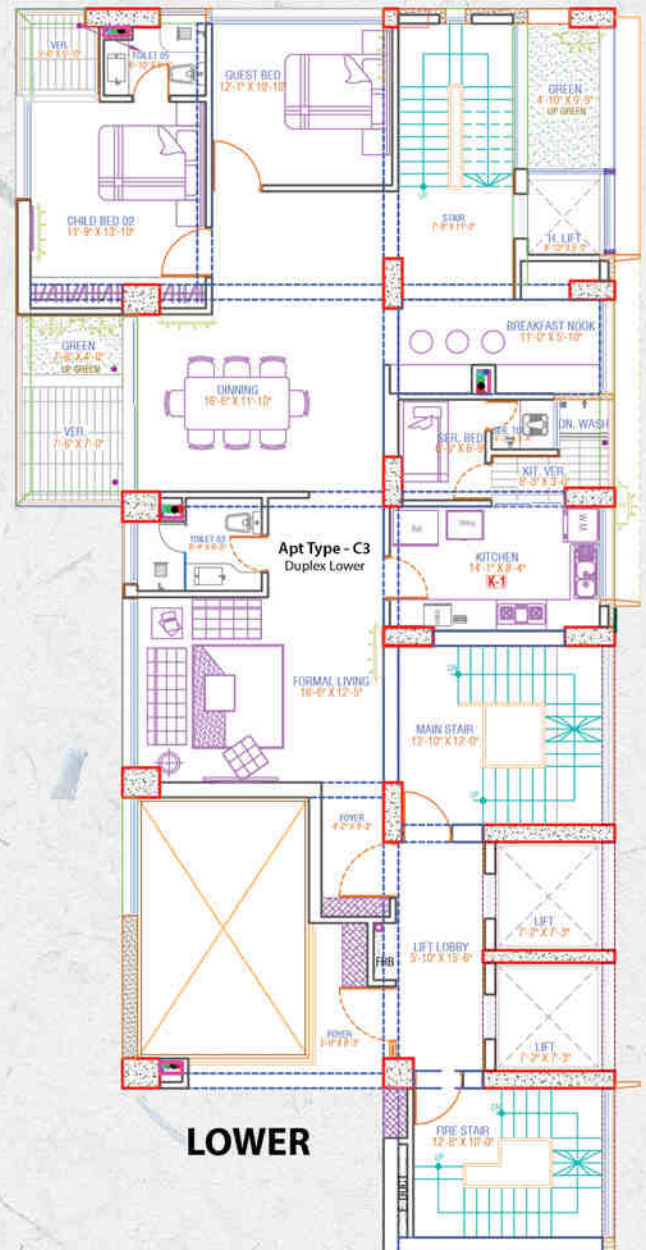 VER.
TOILET 05
GUEST BED
12'-1" X 10'-10"
GREEN
4'-10" X 9'-5"
UP GREEN
CHILD BED 02
11'-9" X 13'-10"
UP
STAIR
H. LIFT
GREEN
7'-6" X 4'-0"
UP GREEN
BREAKFAST NOOK
11'-0" X 5'-10"
DINNING
16'-6" X 11'-10"
VER.
7'-6" X 7'-0"
SER. BED
DN. WASH
KIT. VER.
TOILET 03
Apt Type - C3
Duplex Lower
W.M
KITCHEN
14'-1" X 8'-4"
K-1
FORMAL LIVING
16'-6" X 12'-5"
DN
MAIN STAIR
12'-10" X 12'-0"
UP
FOYER
LIFT
7'-2" X 7'-3"
LIFT LOBBY
5'-10" X 15'-6"
FHB
LIFT
7'-2" X 7'-3"
FOYER
LOWER
DN
FIRE STAIR
12'-8" X 10'-0"
UP